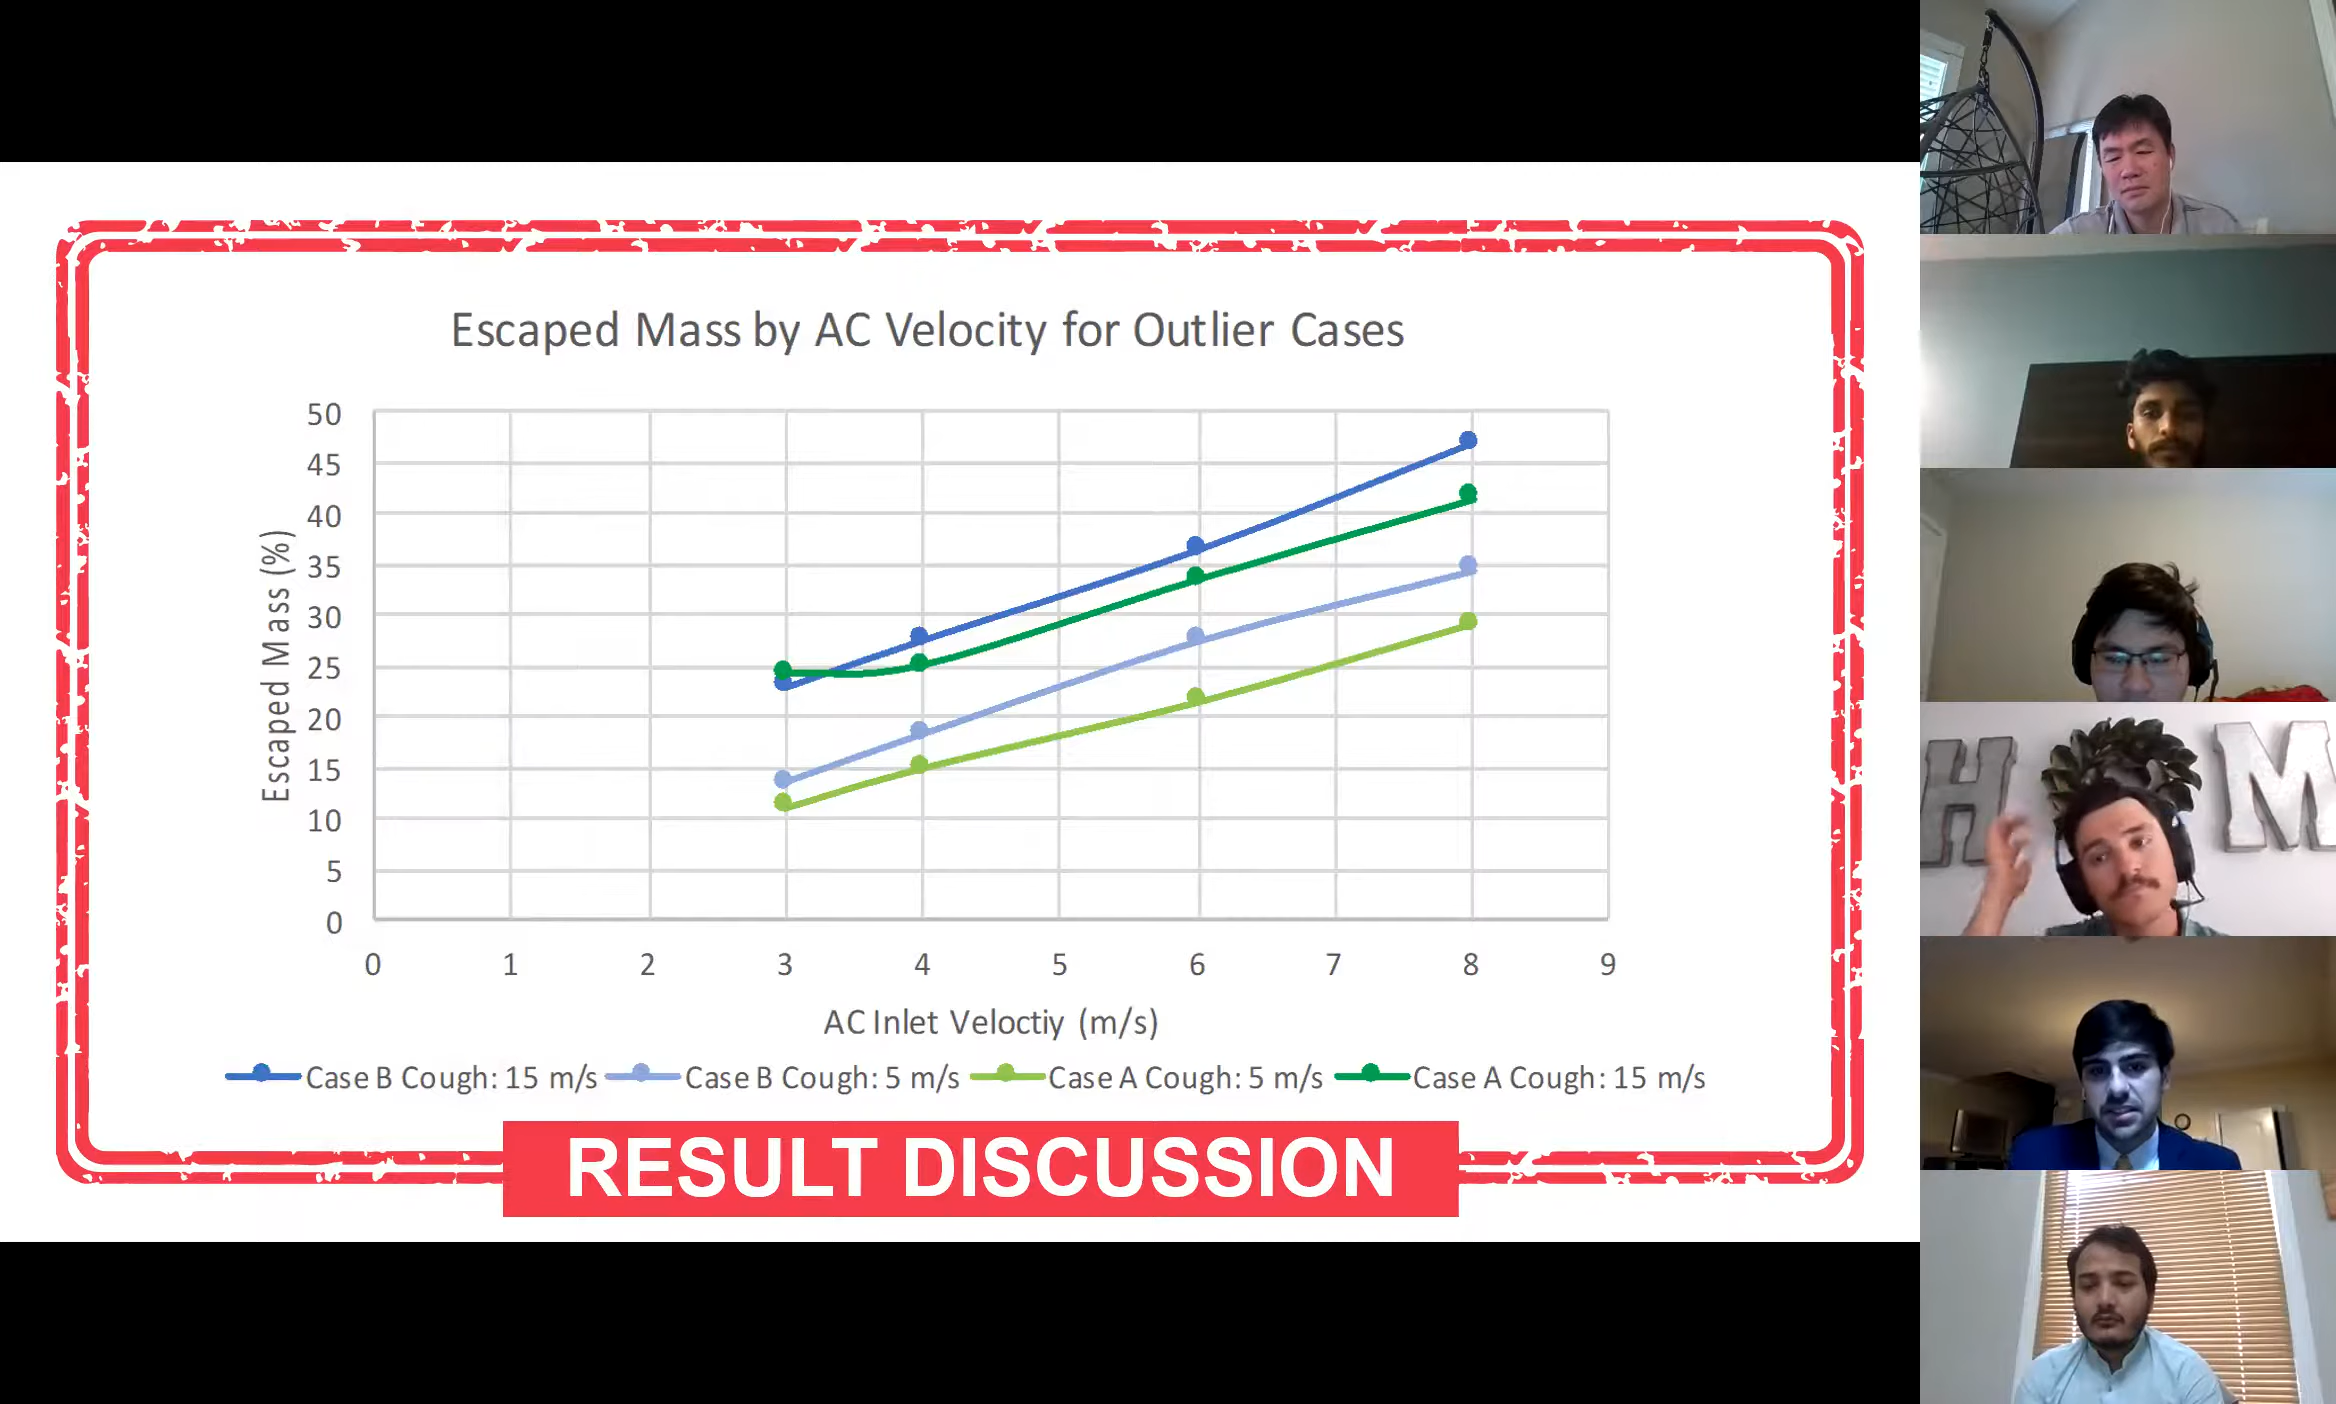 Escaped Mass by AC Velocity for Outlier Cases
50
45
40
35
30
25
20
15
10
5
0
Escaped Mass (%)
0 1 2 3 4 5 6 7 8 9
AC Inlet Veloctiy (m/s)
Case B Cough: 15 m/s Case B Cough: 5 m/s Case A Cough: 5 m/s Case A Cough: 15 m/s
RESULT DISCUSSION
H M